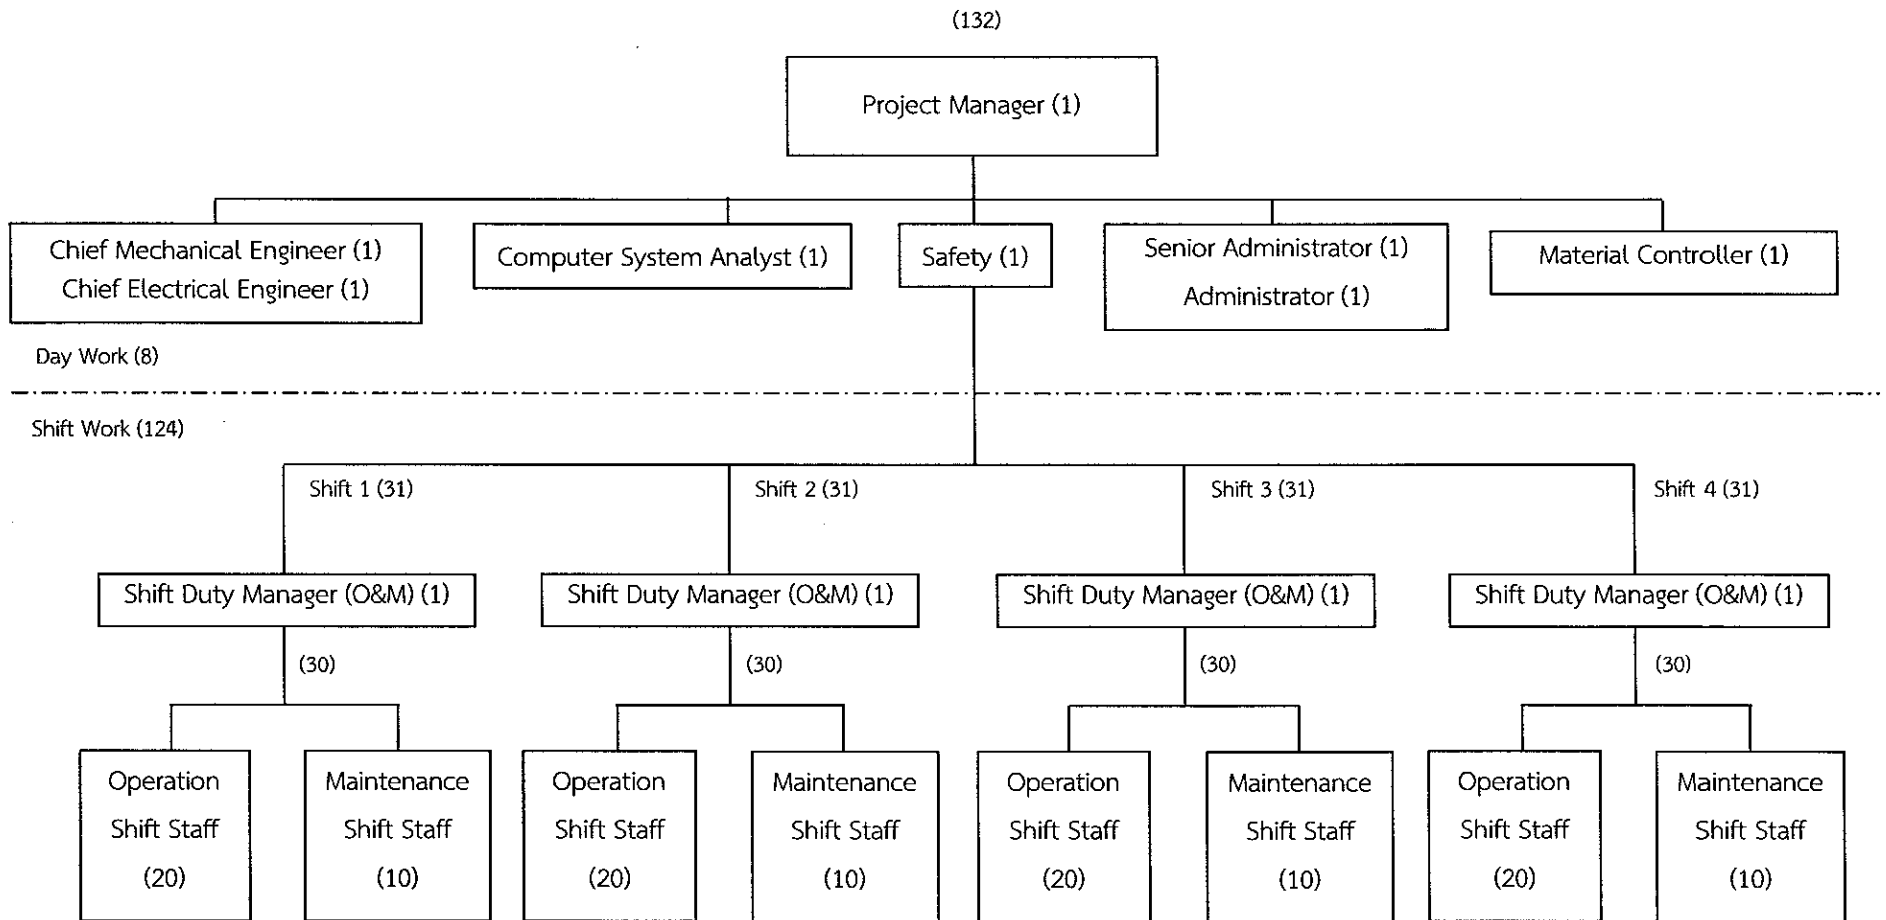 (132)
Project Manager (1)
Chief Mechanical Engineer (1)
Chief Electrical Engineer (1)
Computer System Analyst (1)
Safety (1)
Senior Administrator (1)
Administrator (1)
Material Controller (1)
Day Work (8)
Shift Work (124)
Shift 1 (31)
Shift 2 (31)
Shift 3 (31)
Shift 4 (31)
Shift Duty Manager (O&M) (1)
Shift Duty Manager (O&M) (1)
Shift Duty Manager (O&M) (1)
Shift Duty Manager (O&M) (1)
(30)
(30)
(30)
(30)
Operation
Shift Staff
(20)
Maintenance
Shift Staff
(10)
Operation
Shift Staff
(20)
Maintenance
Shift Staff
(10)
Operation
Shift Staff
(20)
Maintenance
Shift Staff
(10)
Operation
Shift Staff
(20)
Maintenance
Shift Staff
(10)